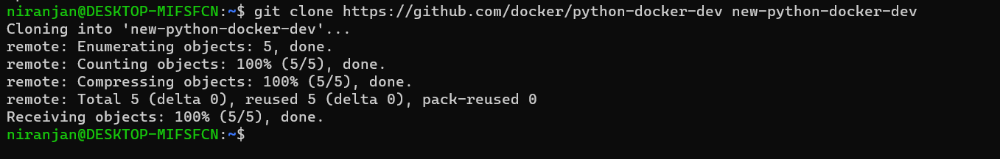 niranjan@DESKTOP-MIFSFCN:~$ git clone https://github.com/docker/python-docker-dev new-python-docker-dev
Cloning into 'new-python-docker-dev'...
remote: Enumerating objects: 5, done.
remote: Counting objects: 100% (5/5), done.
remote: Compressing objects: 100% (5/5), done.
remote: Total 5 (delta 0), reused 5 (delta 0), pack-reused 0
Receiving objects: 100% (5/5), done.
niranjan@DESKTOP-MIFSFCN:~$